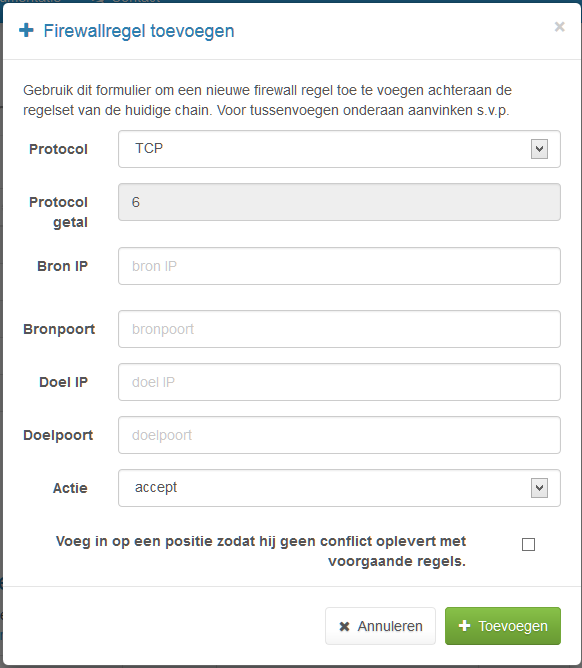 Firewallregel toevoegen
×
Gebruik dit formulier om een nieuwe firewall regel toe te voegen achteraan de
regelset van de huidige chain. Voor tussenvoegen onderaan aanvinken s.v.p.
Protocol TCP
Protocol 6
getal
Bron IP bron IP
Bronpoort bronpoort
Doel IP doel IP
Doelpoort doelpoort
Actie accept
Voeg in op een positie zodat hij geen conflict oplevert met
voorgaande regels.
Annuleren Toevoegen